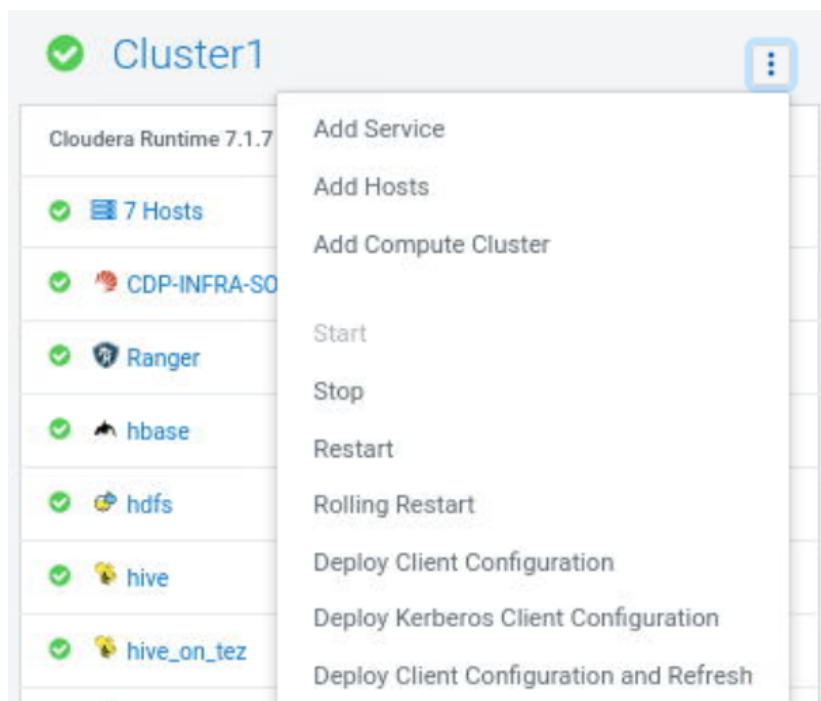 Cluster1
Cloudera Runtime 7.1.7
7 Hosts
CDP-INFRA-SO
Ranger
hbase
hdfs
hive
hive_on_tez
Add Service
Add Hosts
Add Compute Cluster
Start
Stop
Restart
Rolling Restart
Deploy Client Configuration
Deploy Kerberos Client Configuration
Deploy Client Configuration and Refresh